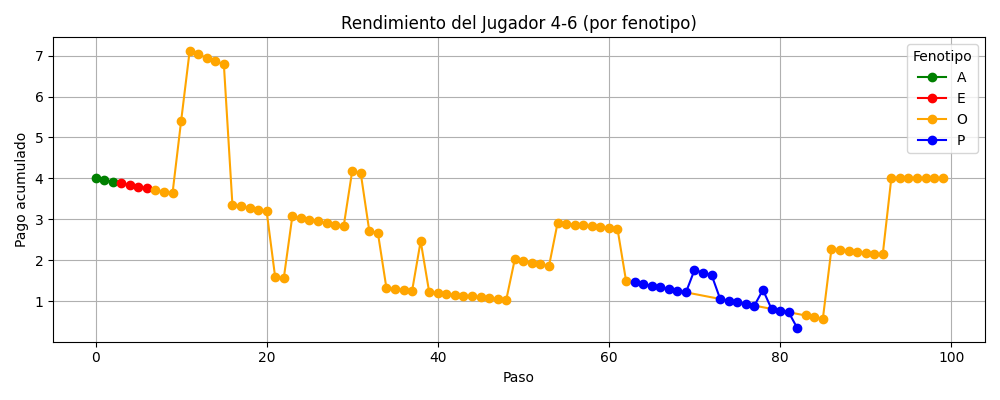 Rendimiento del Jugador 4-6 (por fenotipo)
Pago acumulado
7
6
5
4
3
2
1
0
20
40
60
80
100
Paso
Fenotipo
A
E
O
P